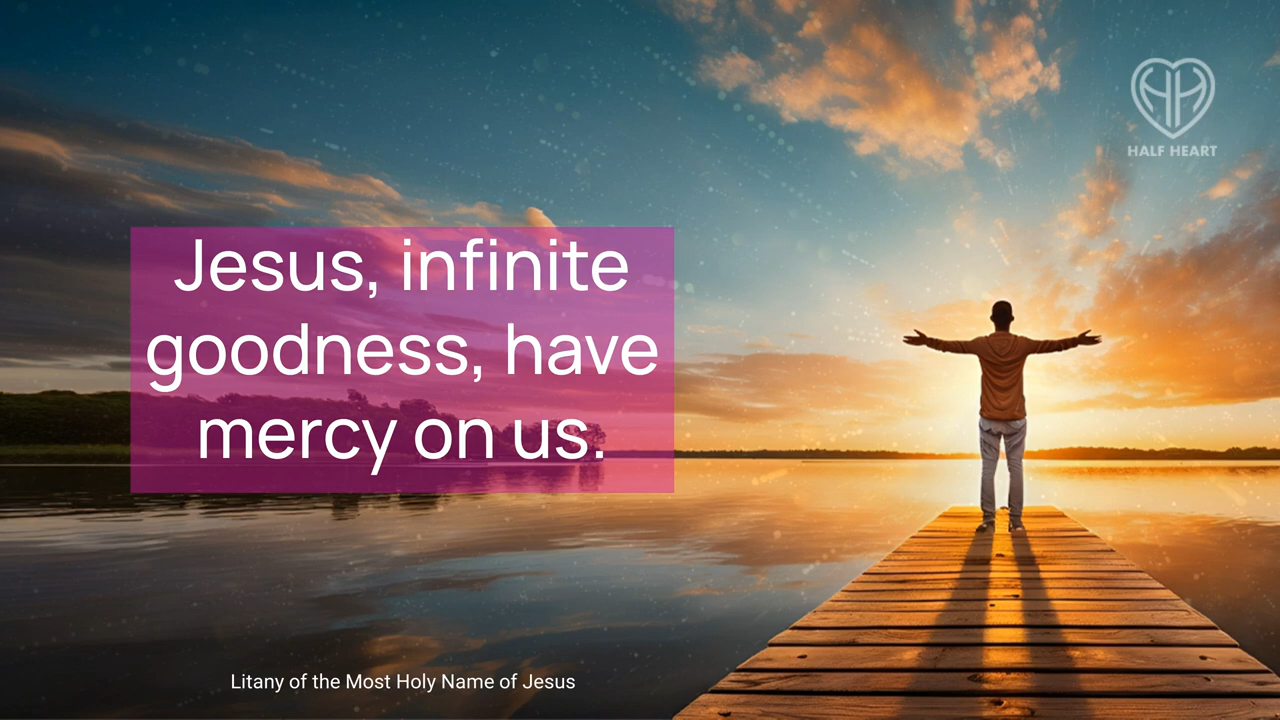 HALF HEART
Jesus, infinite
goodness, have
mercy on us.
Litany of the Most Holy Name of Jesus